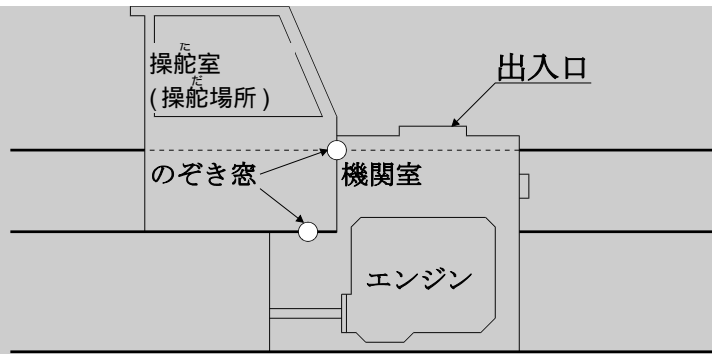 操舵室
(操舵場所)
出入口
のぞき窓
機関室
エンジン